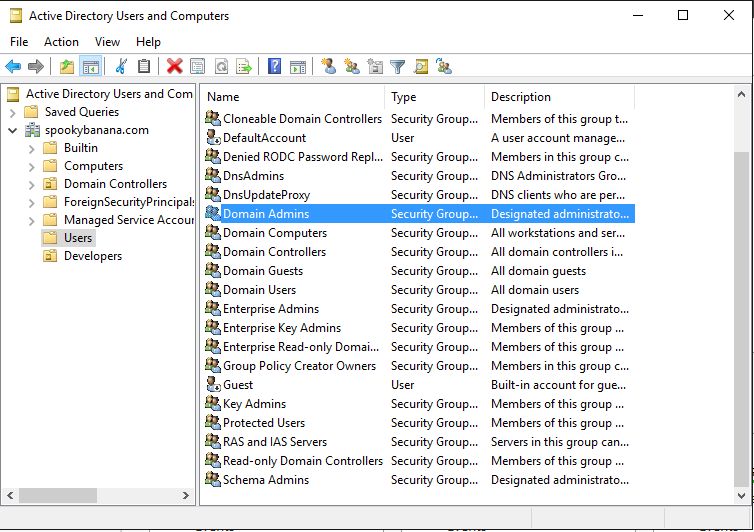 Active Directory Users and Computers
File Action View Help
Active Directory Users and Com
Saved Queries
spookybanana.com
Builtin
Computers
Domain Controllers
ForeignSecurityPrincipals
Managed Service Accour
Users
Developers
Name Type Description
Cloneable Domain Controllers Security Group... Members of this group t...
DefaultAccount User A user account manage...
Denied RODC Password Repl... Security Group... Members in this group c...
DnsAdmins Security Group... DNS Administrators Gro...
DnsUpdateProxy Security Group... DNS clients who are per...
Domain Admins Security Group... Designated administrato...
Domain Computers Security Group... All workstations and ser...
Domain Controllers Security Group... All domain controllers i...
Domain Guests Security Group... All domain guests
Domain Users Security Group... All domain users
Enterprise Admins Security Group... Designated administrato...
Enterprise Key Admins Security Group... Members of this group ...
Enterprise Read-only Domai... Security Group... Members of this group ...
Group Policy Creator Owners Security Group... Members in this group c...
Guest User Built-in account for gue...
Key Admins Security Group... Members of this group ...
Protected Users Security Group... Members of this group ...
RAS and IAS Servers Security Group... Servers in this group can...
Read-only Domain Controllers Security Group... Members of this group ...
Schema Admins Security Group... Designated administrato...